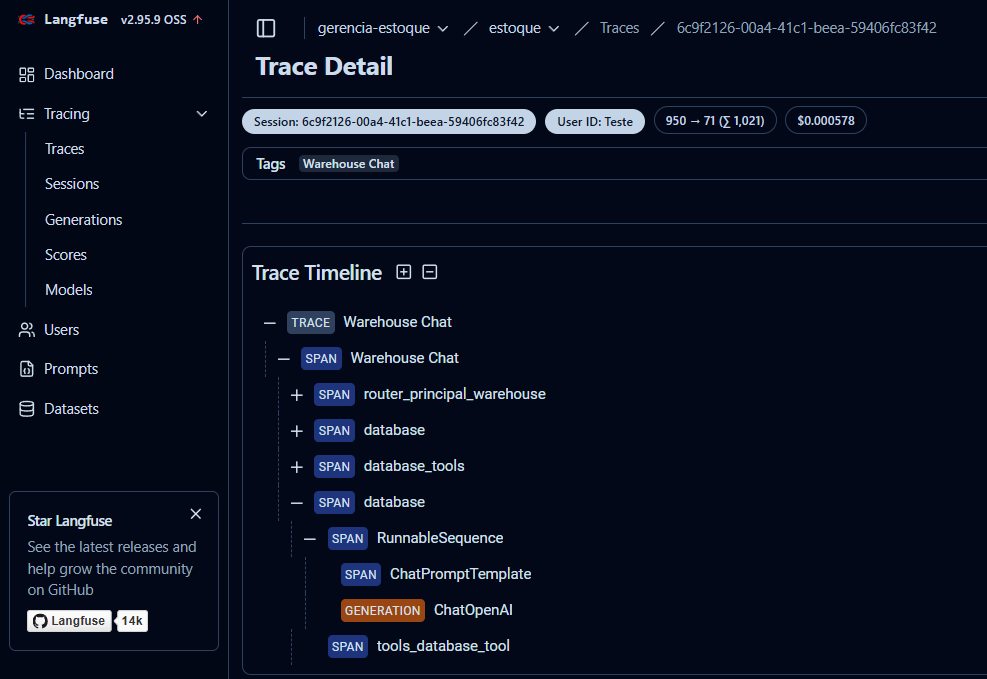 Langfuse v2.95.9 OSS ↑
Dashboard
Tracing
Traces
Sessions
Generations
Scores
Models
Users
Prompts
Datasets
Star Langfuse
See the latest releases and
help grow the community
on GitHub
Langfuse 14k
gerencia-estoque / estoque / Traces / 6c9f2126-00a4-41c1-beea-59406fc83f42
Trace Detail
Session: 6c9f2126-00a4-41c1-beea-59406fc83f42 User ID: Teste 950 → 71 (∑ 1,021) $0.000578
Tags Warehouse Chat
Trace Timeline
TRACE Warehouse Chat
SPAN Warehouse Chat
SPAN router_principal_warehouse
SPAN database
SPAN database_tools
SPAN database
SPAN RunnableSequence
SPAN ChatPromptTemplate
GENERATION ChatOpenAI
SPAN tools_database_tool